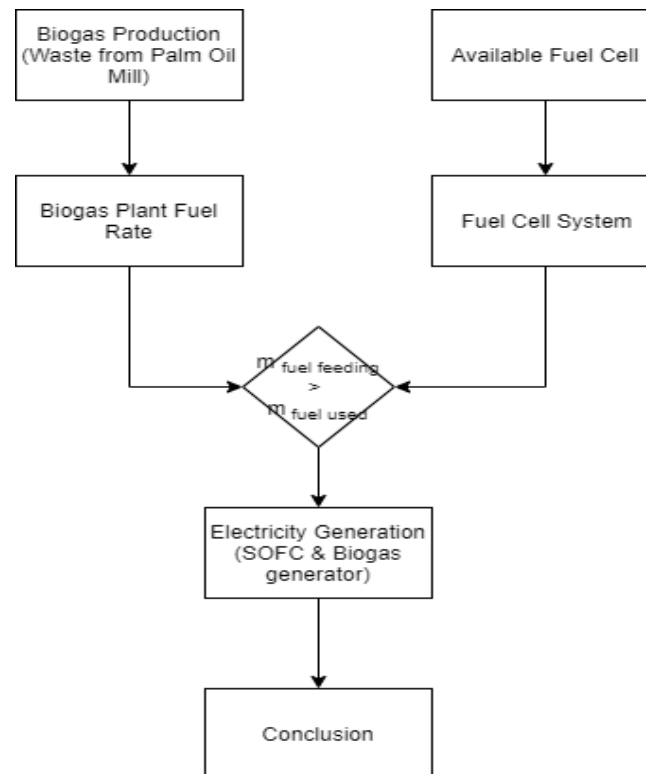 Biogas Production
(Waste from Palm Oil
Mill)
Available Fuel Cell
Biogas Plant Fuel
Rate
Fuel Cell System
m fuel feeding
>
m fuel used
Electricity Generation
(SOFC & Biogas
generator)
Conclusion